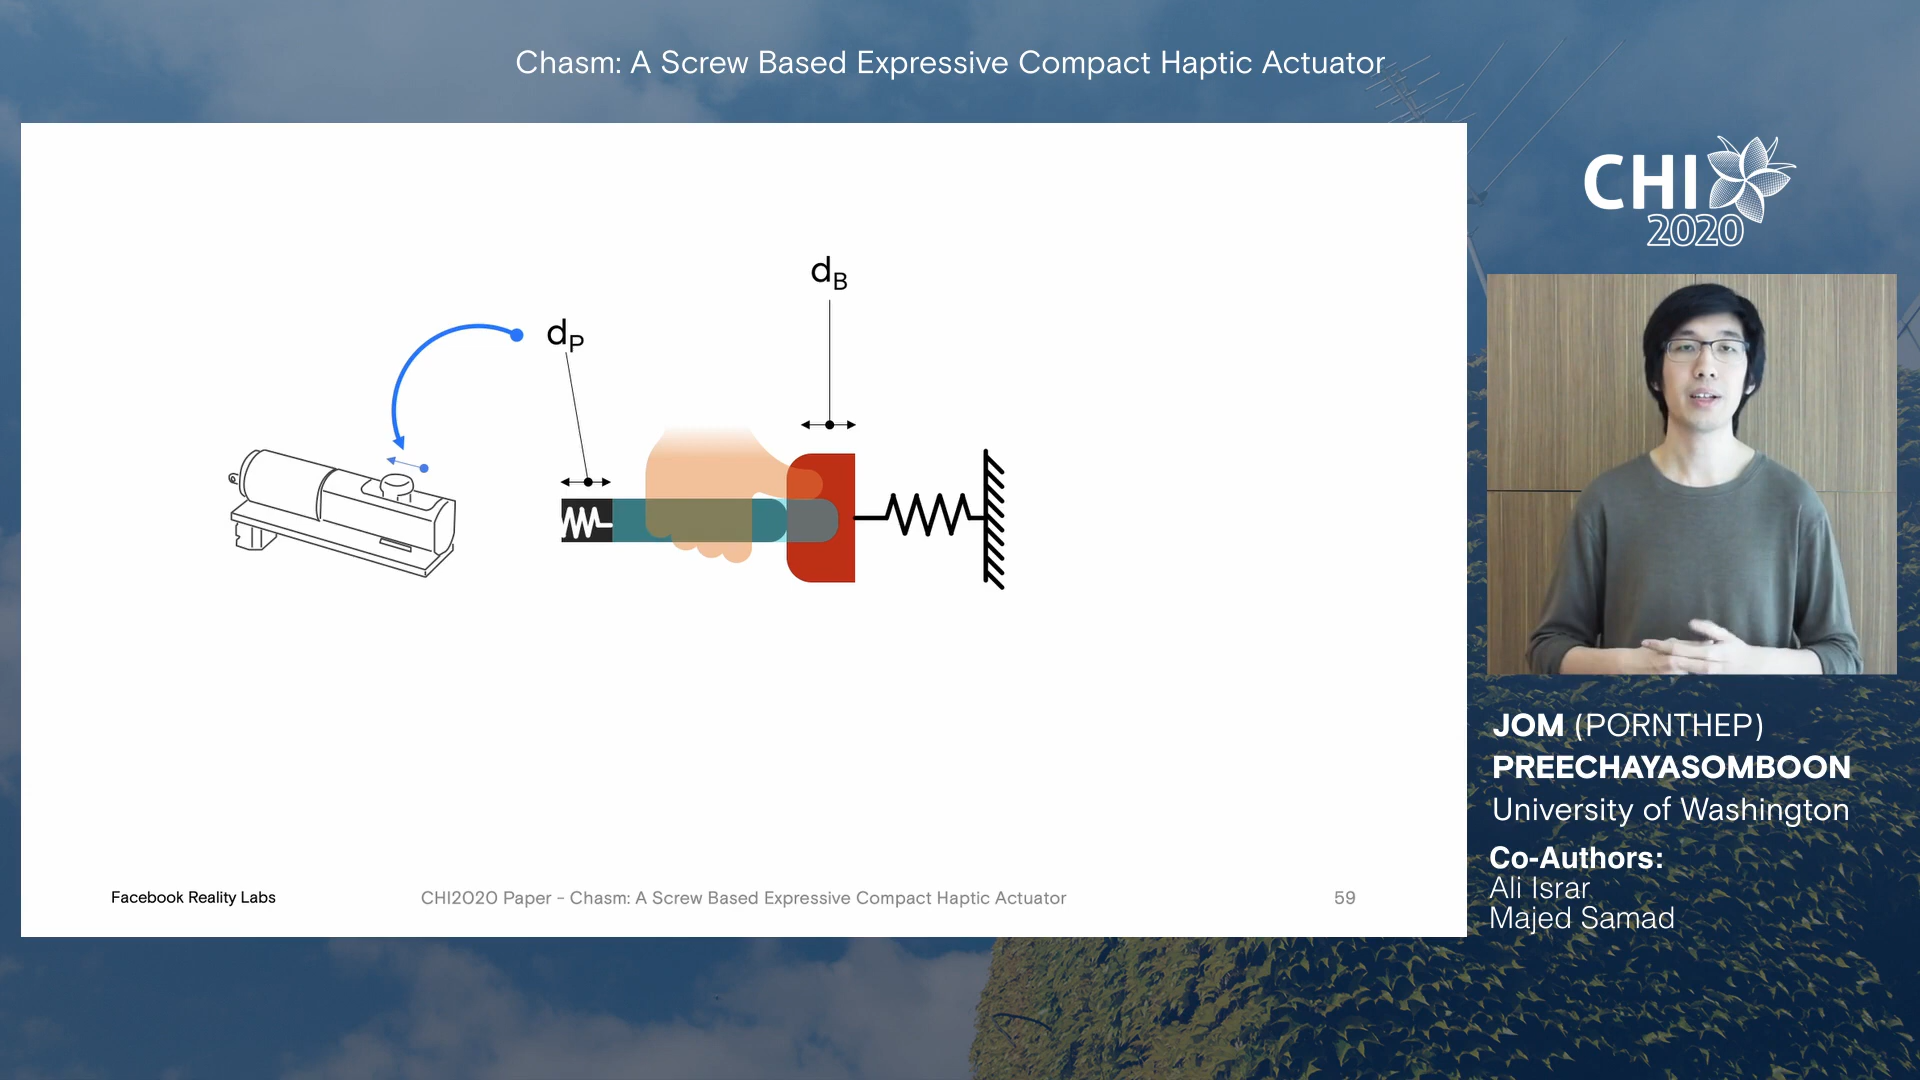 Chasm: A Screw Based Expressive Compact Haptic Actuator
CHI
2020
dB
dP
JOM (PORNTHEP)
PREECHAYASOMBOON
University of Washington
Co-Authors:
Ali Israr
Majed Samad
Facebook Reality Labs
CHI2020 Paper - Chasm: A Screw Based Expressive Compact Haptic Actuator
59